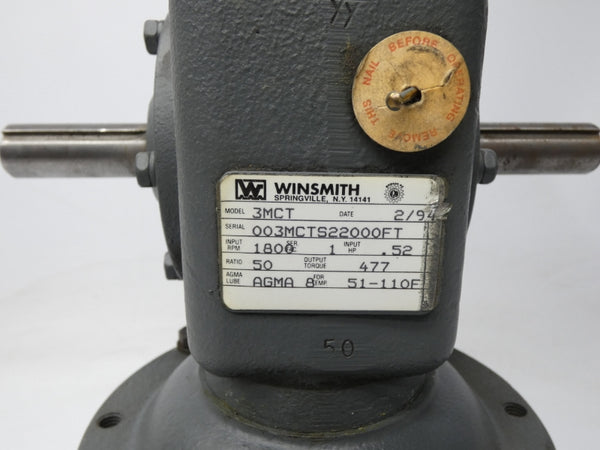 yy
REMOVE THIS NAIL BEFORE OPERATING
WINSMITH
SPRINGVILLE, N.Y. 14141
MODEL 3MCT DATE 2/94
SERIAL 003MCTS22000FT
INPUT RPM 1800 SER FAC 1 INPUT HP .52
RATIO 50 OUTPUT TORQUE 477
AGMA LUBE AGMA 8 FOR TEMP. 51-110F
50